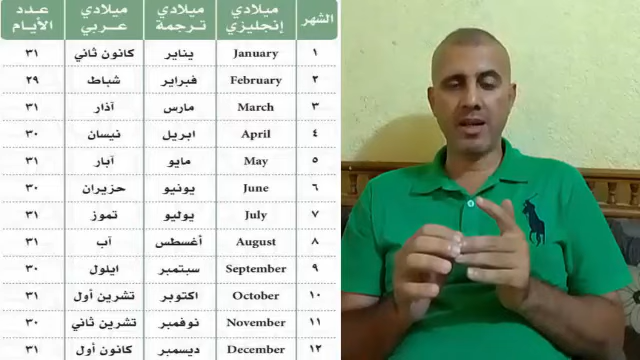 الشهر ميلادي إنجليزي ميلادي ترجمة ميلادي عربي عدد الأيام
١ January يناير كانون ثاني ٣١
٢ February فبراير شباط ٢٩
٣ March مارس آذار ٣١
٤ April ابريل نيسان ٣٠
٥ May مايو آبار ٣١
٦ June يونيو حزيران ٣٠
٧ July يوليو تموز ٣١
٨ August أغسطس آب ٣١
٩ September سبتمبر ايلول ٣٠
١٠ October اكتوبر تشرين أول ٣١
١١ November نوفمبر تشرين ثاني ٣٠
١٢ December ديسمبر كانون أول ٣١